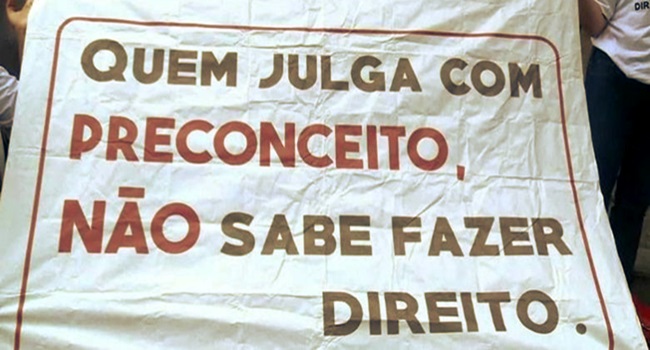 QUEM JULGA COM
PRECONCEITO,
NÃO SABE FAZER
DIREITO.